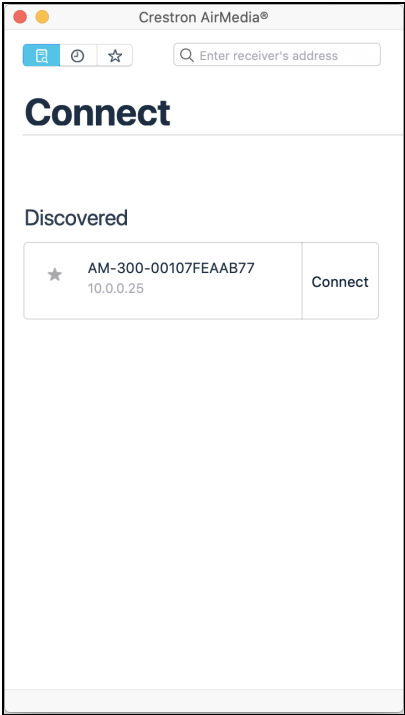 Crestron AirMedia®
Enter receiver's address
Connect
Discovered
AM-300-00107FEAAB77
10.0.0.25
Connect